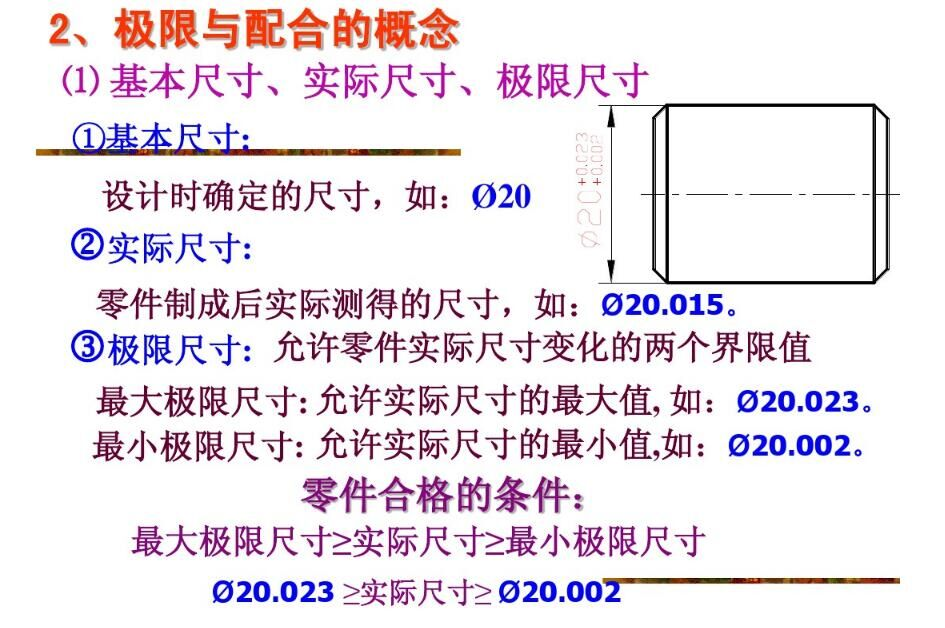 2、极限与配合的概念
⑴ 基本尺寸、实际尺寸、极限尺寸
①基本尺寸:
设计时确定的尺寸，如：Ø20
②实际尺寸:
零件制成后实际测得的尺寸，如：Ø20.015。
③极限尺寸: 允许零件实际尺寸变化的两个界限值
最大极限尺寸: 允许实际尺寸的最大值, 如：Ø20.023。
最小极限尺寸: 允许实际尺寸的最小值,如：Ø20.002。
零件合格的条件：
最大极限尺寸≥实际尺寸≥最小极限尺寸
Ø20.023 ≥实际尺寸≥ Ø20.002
Ø20 +0.023 +0.002